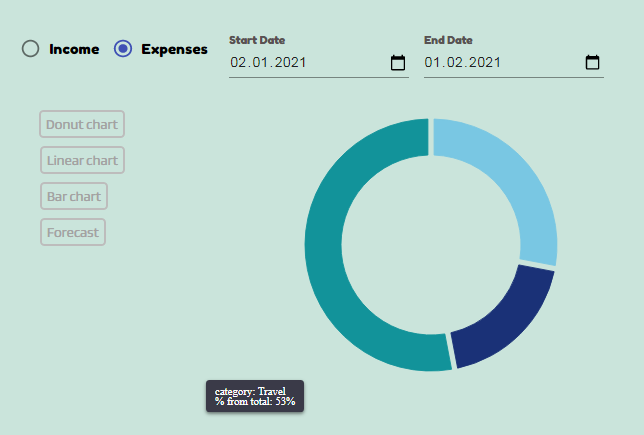 Start Date
End Date
Income
Expenses
02.01.2021
01.02.2021
Donut chart
Linear chart
Bar chart
Forecast
category: Travel
% from total: 53%